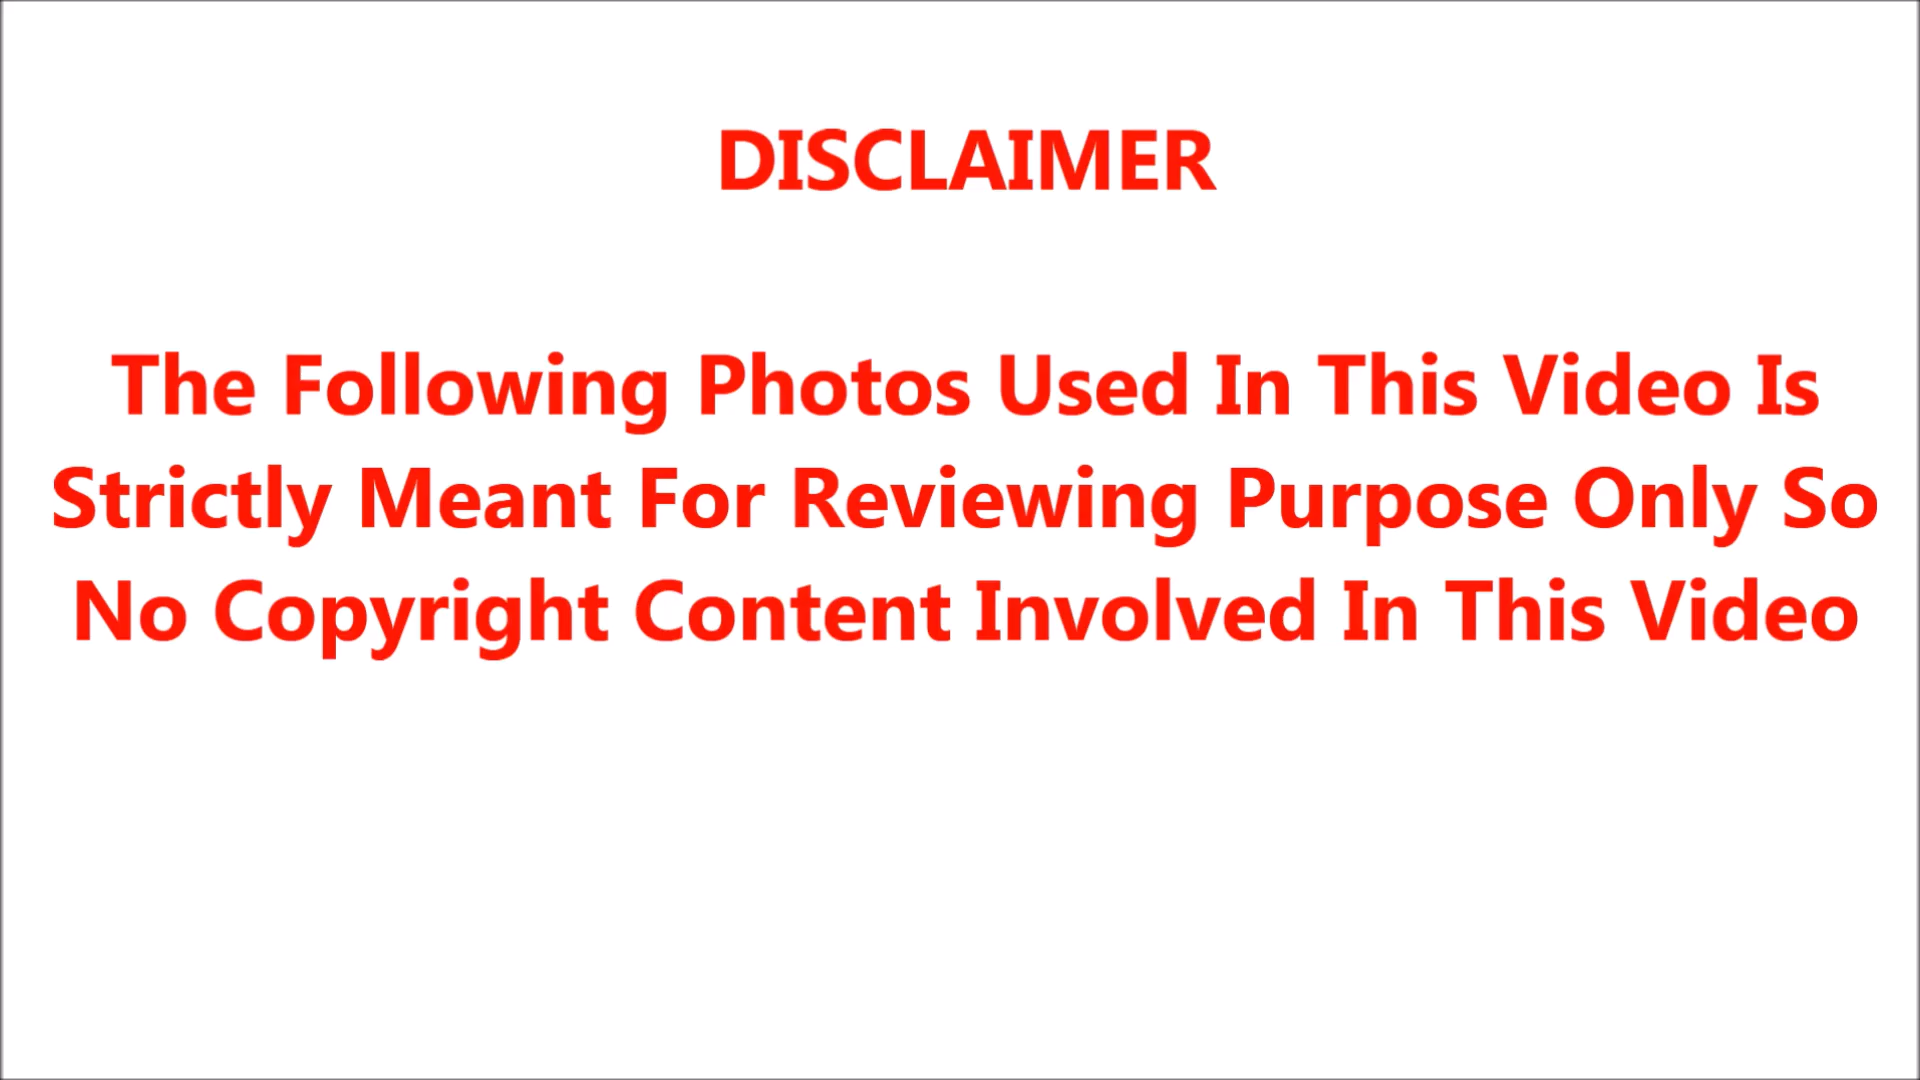 DISCLAIMER
The Following Photos Used In This Video Is
Strictly Meant For Reviewing Purpose Only So
No Copyright Content Involved In This Video